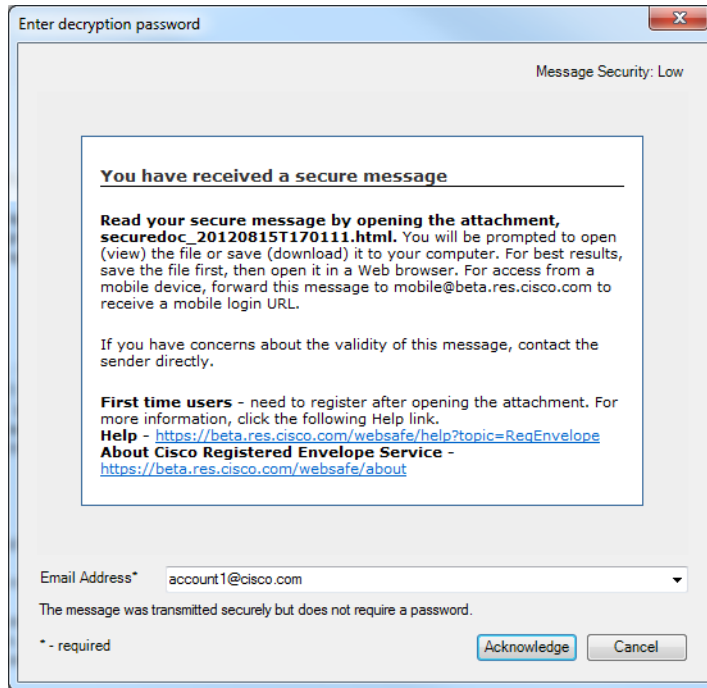 Enter decryption password
Message Security: Low
You have received a secure message
Read your secure message by opening the attachment,
securedoc_20120815T170111.html. You will be prompted to open
(view) the file or save (download) it to your computer. For best results,
save the file first, then open it in a Web browser. For access from a
mobile device, forward this message to mobile@beta.res.cisco.com to
receive a mobile login URL.
If you have concerns about the validity of this message, contact the
sender directly.
First time users - need to register after opening the attachment. For
more information, click the following Help link.
Help - https://beta.res.cisco.com/websafe/help?topic=RegEnvelope
About Cisco Registered Envelope Service -
https://beta.res.cisco.com/websafe/about
Email Address* account1@cisco.com
The message was transmitted securely but does not require a password.
* - required Acknowledge Cancel